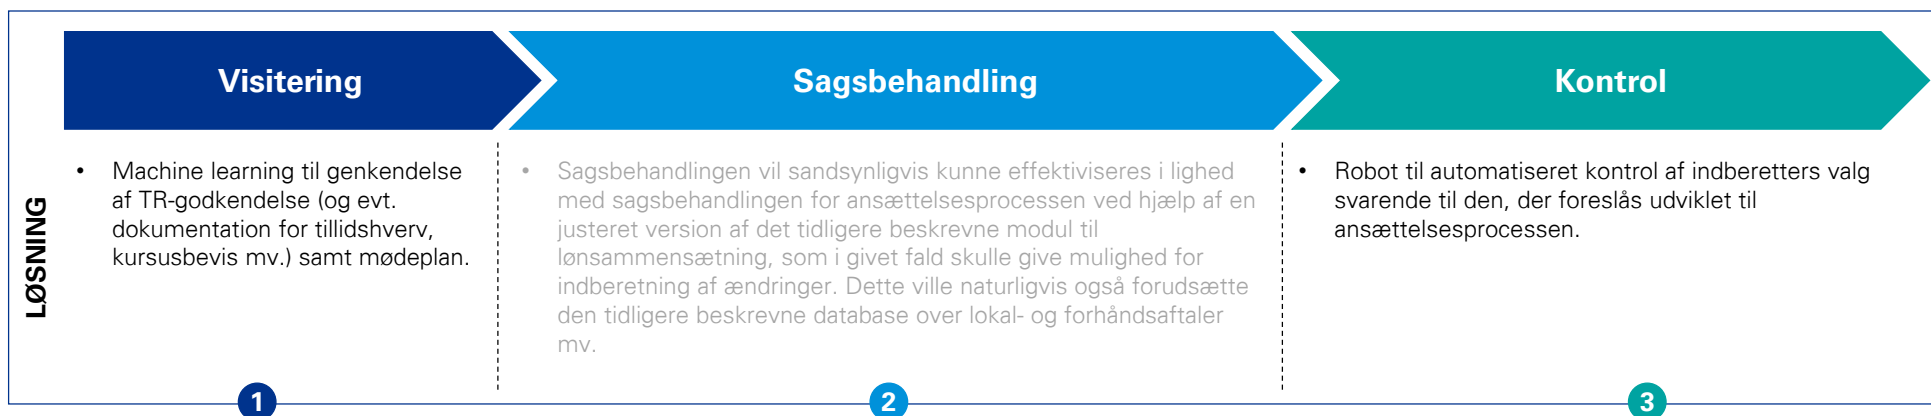 Visitering
Sagsbehandling
Kontrol
LØSNING
• Machine learning til genkendelse
af TR-godkendelse (og evt.
dokumentation for tillidshverv,
kursusbevis mv.) samt mødeplan.
• Sagsbehandlingen vil sandsynligvis kunne effektiviseres i lighed
med sagsbehandlingen for ansættelsesprocessen ved hjælp af en
justeret version af det tidligere beskrevne modul til
lønsammensætning, som i givet fald skulle give mulighed for
indberetning af ændringer. Dette ville naturligvis også forudsætte
den tidligere beskrevne database over lokal- og forhåndsaftaler
mv.
• Robot til automatiseret kontrol af indberetters valg
svarende til den, der foreslås udviklet til
ansættelsesprocessen.
1
2
3